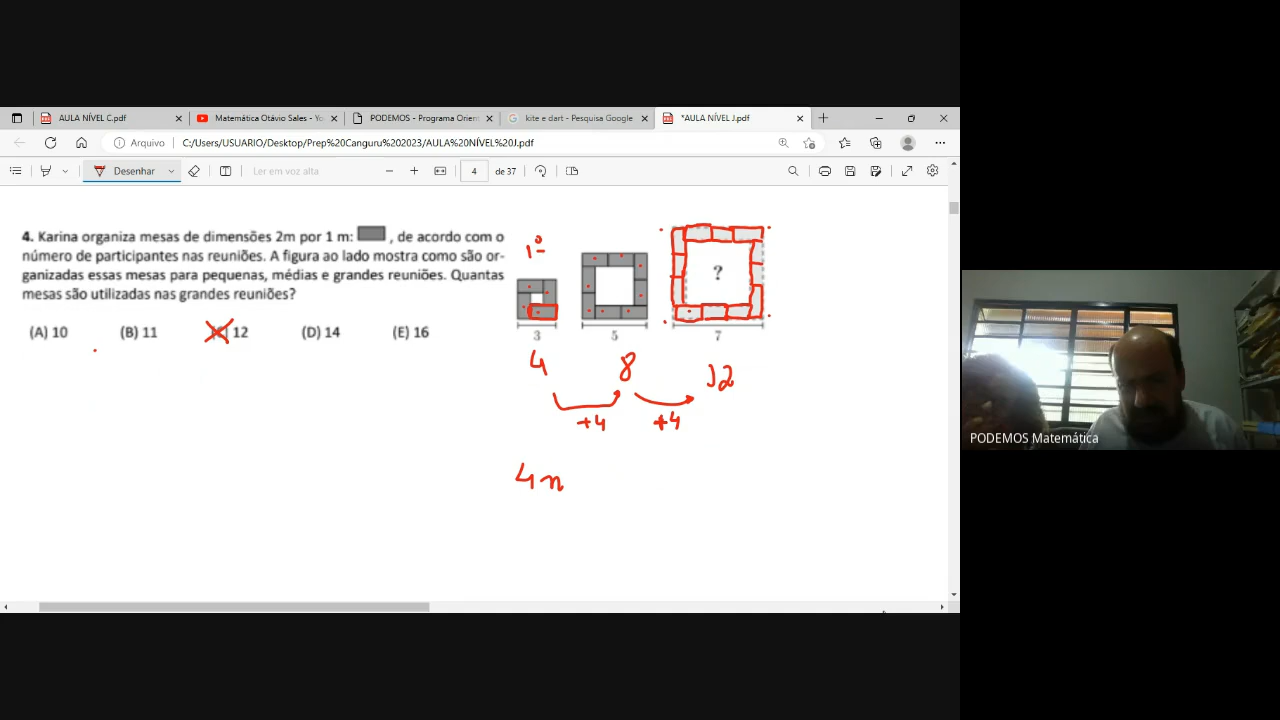 AULA NÍVEL C.pdf
Matemática Otávio Sales - Yo
PODEMOS - Programa Orien
kite e dart - Pesquisa Google
*AULA NÍVEL J.pdf
Arquivo C:/Users/USUARIO/Desktop/Prep%20Canguru%202023/AULA%20NÍVEL%20J.pdf
Desenhar
Ler em voz alta
4 de 37
4. Karina organiza mesas de dimensões 2m por 1 m: , de acordo com o
número de participantes nas reuniões. A figura ao lado mostra como são or-
ganizadas essas mesas para pequenas, médias e grandes reuniões. Quantas
mesas são utilizadas nas grandes reuniões?
(A) 10 (B) 11 (C) 12 (D) 14 (E) 16
1º
?
3 5 7
4 8 12
+4 +4
4n
PODEMOS Matemática